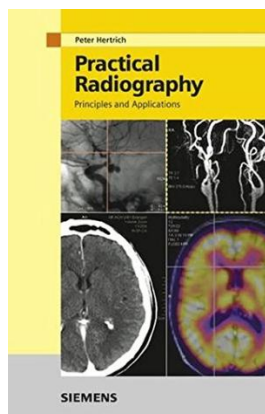 Peter Hertrich
Practical
Radiography
Principles and Applications
SIEMENS